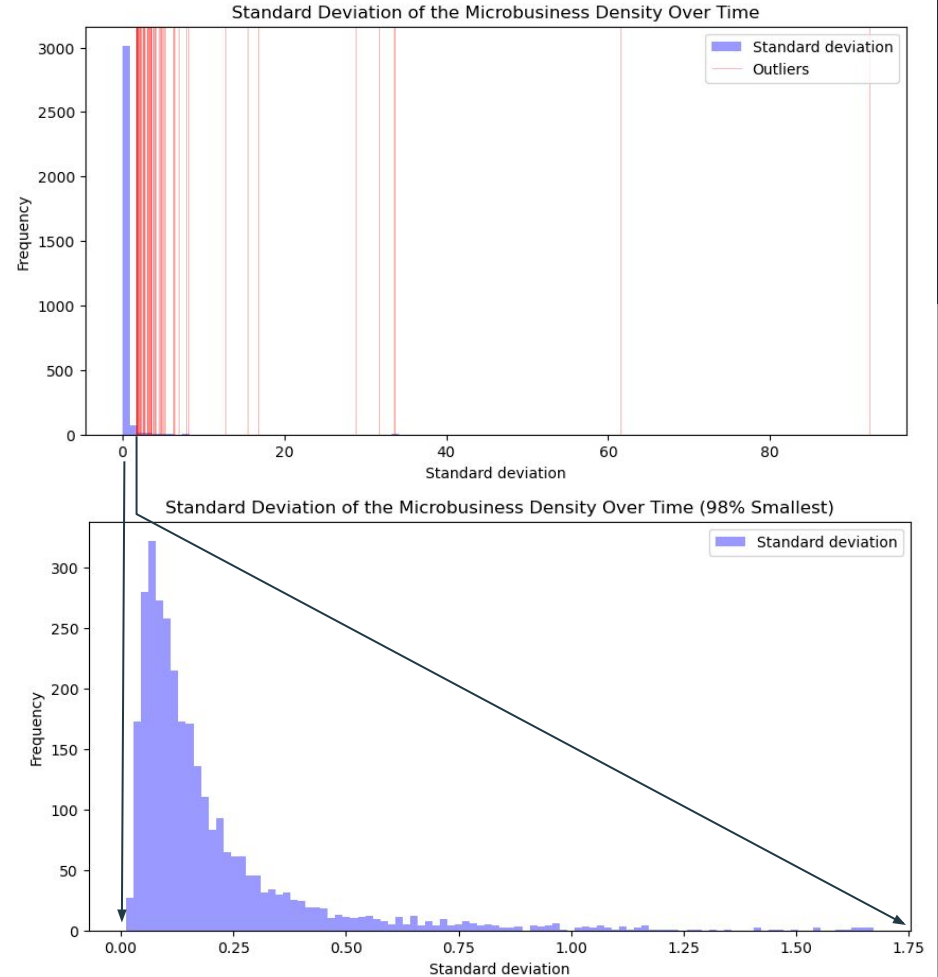 Standard Deviation of the Microbusiness Density Over Time
3000
2500
2000
1500
1000
500
0
Frequency
Standard deviation
Outliers
0 20 40 60 80
Standard deviation
Standard Deviation of the Microbusiness Density Over Time (98% Smallest)
300
250
200
150
100
50
0
Frequency
Standard deviation
0.00 0.25 0.50 0.75 1.00 1.25 1.50 1.75
Standard deviation